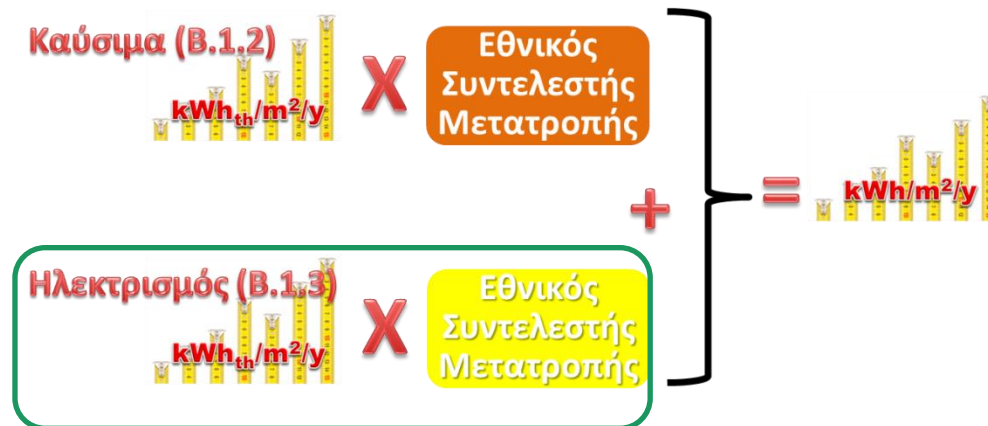 Καύσιμα (Β.1.2)
kWhth/m²/y
X
Εθνικός
Συντελεστής
Μετατροπής
+
=
kWh/m²/y
Ηλεκτρισμός (Β.1.3)
kWhth/m²/y
X
Εθνικός
Συντελεστής
Μετατροπής